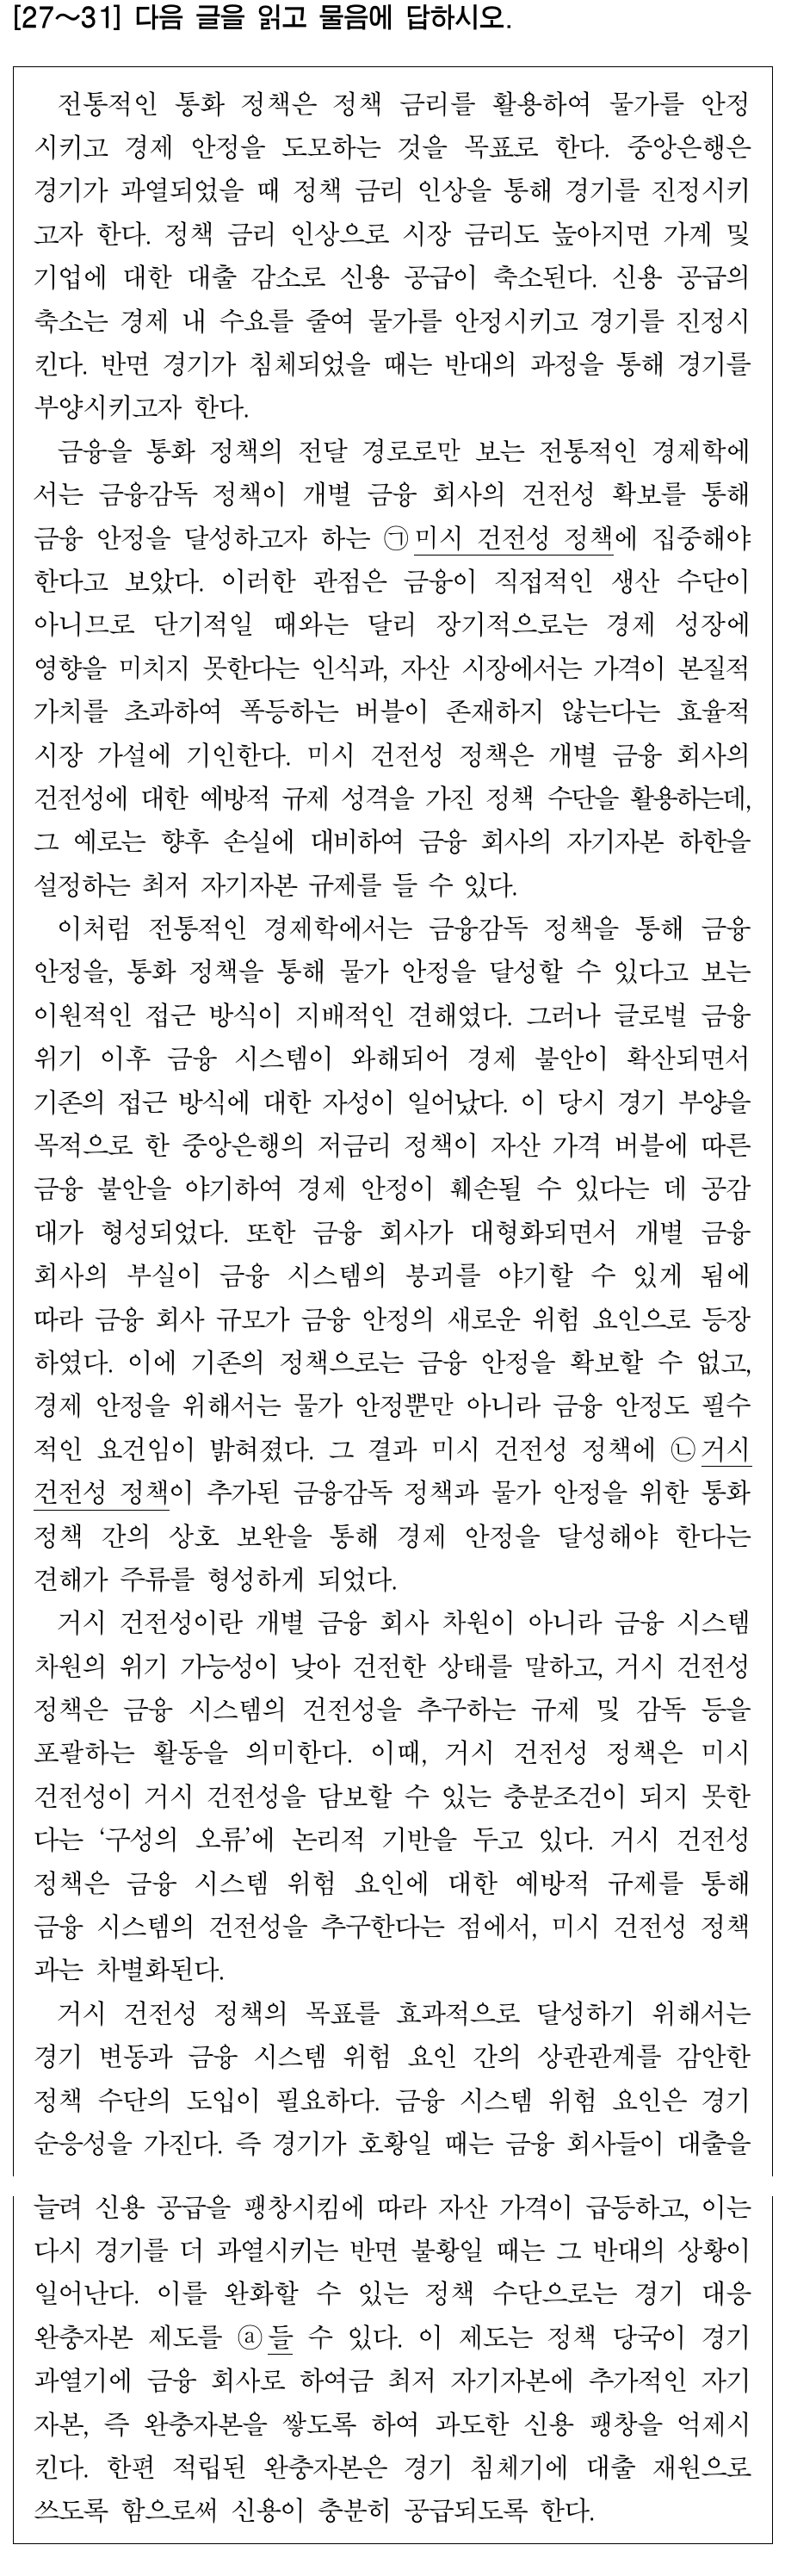 [27~31] 다음 글을 읽고 물음에 답하시오.
전통적인 통화 정책은 정책 금리를 활용하여 물가를 안정
시키고 경제 안정을 도모하는 것을 목표로 한다. 중앙은행은
경기가 과열되었을 때 정책 금리 인상을 통해 경기를 진정시키
고자 한다. 정책 금리 인상으로 시장 금리도 높아지면 가계 및
기업에 대한 대출 감소로 신용 공급이 축소된다. 신용 공급의
축소는 경제 내 수요를 줄여 물가를 안정시키고 경기를 진정시
킨다. 반면 경기가 침체되었을 때는 반대의 과정을 통해 경기를
부양시키고자 한다.
금융을 통화 정책의 전달 경로로만 보는 전통적인 경제학에
서는 금융감독 정책이 개별 금융 회사의 건전성 확보를 통해
금융 안정을 달성하고자 하는 ㉠미시 건전성 정책에 집중해야
한다고 보았다. 이러한 관점은 금융이 직접적인 생산 수단이
아니므로 단기적일 때와는 달리 장기적으로는 경제 성장에
영향을 미치지 못한다는 인식과, 자산 시장에서는 가격이 본질적
가치를 초과하여 폭등하는 버블이 존재하지 않는다는 효율적
시장 가설에 기인한다. 미시 건전성 정책은 개별 금융 회사의
건전성에 대한 예방적 규제 성격을 가진 정책 수단을 활용하는데,
그 예로는 향후 손실에 대비하여 금융 회사의 자기자본 하한을
설정하는 최저 자기자본 규제를 들 수 있다.
이처럼 전통적인 경제학에서는 금융감독 정책을 통해 금융
안정을, 통화 정책을 통해 물가 안정을 달성할 수 있다고 보는
이원적인 접근 방식이 지배적인 견해였다. 그러나 글로벌 금융
위기 이후 금융 시스템이 와해되어 경제 불안이 확산되면서
기존의 접근 방식에 대한 자성이 일어났다. 이 당시 경기 부양을
목적으로 한 중앙은행의 저금리 정책이 자산 가격 버블에 따른
금융 불안을 야기하여 경제 안정이 훼손될 수 있다는 데 공감
대가 형성되었다. 또한 금융 회사가 대형화되면서 개별 금융
회사의 부실이 금융 시스템의 붕괴를 야기할 수 있게 됨에
따라 금융 회사 규모가 금융 안정의 새로운 위험 요인으로 등장
하였다. 이에 기존의 정책으로는 금융 안정을 확보할 수 없고,
경제 안정을 위해서는 물가 안정뿐만 아니라 금융 안정도 필수
적인 요건임이 밝혀졌다. 그 결과 미시 건전성 정책에 ㉡거시
건전성 정책이 추가된 금융감독 정책과 물가 안정을 위한 통화
정책 간의 상호 보완을 통해 경제 안정을 달성해야 한다는
견해가 주류를 형성하게 되었다.
거시 건전성이란 개별 금융 회사 차원이 아니라 금융 시스템
차원의 위기 가능성이 낮아 건전한 상태를 말하고, 거시 건전성
정책은 금융 시스템의 건전성을 추구하는 규제 및 감독 등을
포괄하는 활동을 의미한다. 이때, 거시 건전성 정책은 미시
건전성이 거시 건전성을 담보할 수 있는 충분조건이 되지 못한
다는 ‘구성의 오류’에 논리적 기반을 두고 있다. 거시 건전성
정책은 금융 시스템 위험 요인에 대한 예방적 규제를 통해
금융 시스템의 건전성을 추구한다는 점에서, 미시 건전성 정책
과는 차별화된다.
거시 건전성 정책의 목표를 효과적으로 달성하기 위해서는
경기 변동과 금융 시스템 위험 요인 간의 상관관계를 감안한
정책 수단의 도입이 필요하다. 금융 시스템 위험 요인은 경기
순응성을 가진다. 즉 경기가 호황일 때는 금융 회사들이 대출을
늘려 신용 공급을 팽창시킴에 따라 자산 가격이 급등하고, 이는
다시 경기를 더 과열시키는 반면 불황일 때는 그 반대의 상황이
일어난다. 이를 완화할 수 있는 정책 수단으로는 경기 대응
완충자본 제도를 ⓐ들 수 있다. 이 제도는 정책 당국이 경기
과열기에 금융 회사로 하여금 최저 자기자본에 추가적인 자기
자본, 즉 완충자본을 쌓도록 하여 과도한 신용 팽창을 억제시
킨다. 한편 적립된 완충자본은 경기 침체기에 대출 재원으로
쓰도록 함으로써 신용이 충분히 공급되도록 한다.